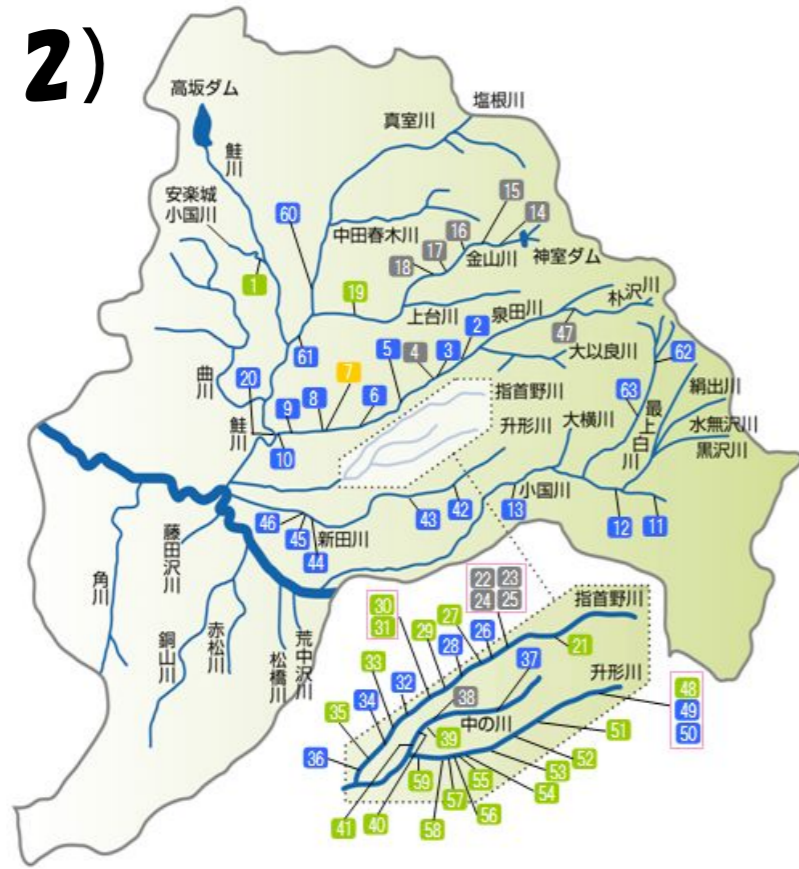 2)
高坂ダム
塩根川
真室川
鮭川
安楽城
小国川
60
15
14
16
中田春木川
17
金山川
神室ダム
18
1
19
上台川
泉田川
朴沢川
2
5
4
3
47
61
大以良川
62
曲川
20
7
9
8
6
指首野川
63
絹出川
鮭川
升形川
大横川
最上白川
水無沢川
黒沢川
10
小国川
13
12
11
43
42
46
45
44
新田川
藤田沢川
角川
銅山川
赤松川
松橋川
荒中沢川
22 23
24 25
指首野川
30
31
27
29
26
28
21
33
37
升形川
32
38
34
48
49
50
35
中の川
39
51
36
52
59
55
53
54
57
56
41
40
58